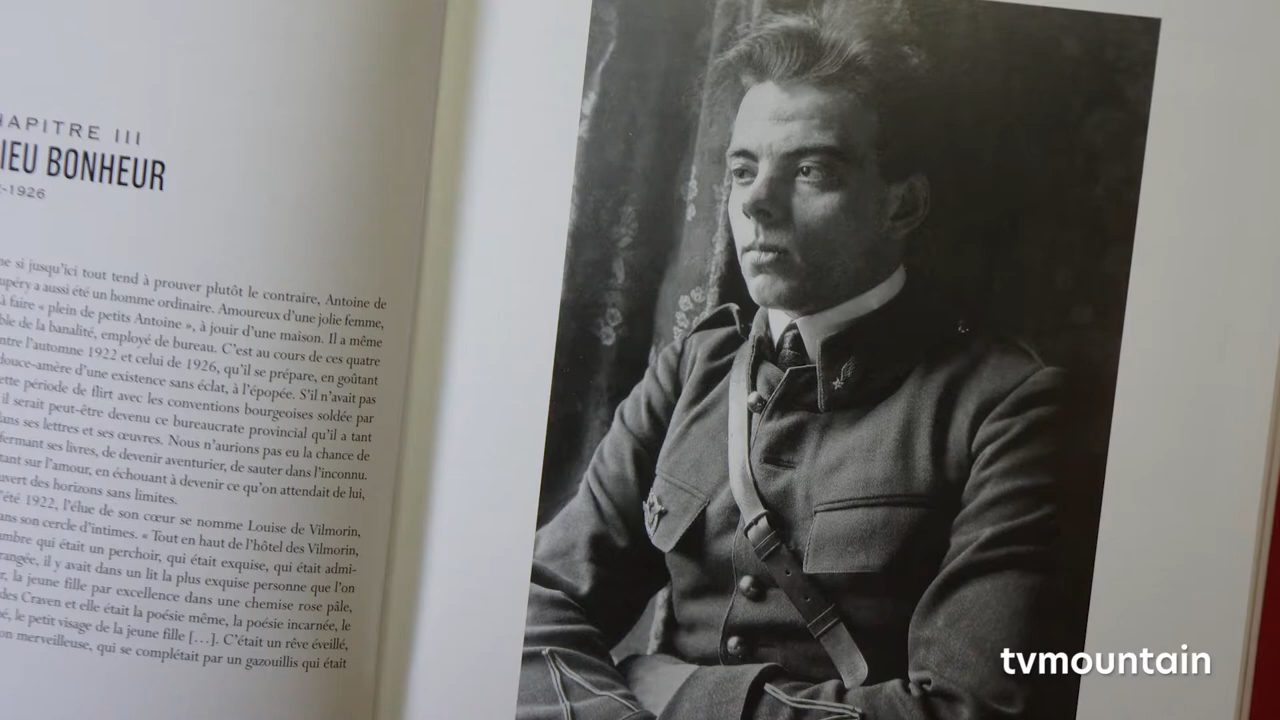 HAPITRE III
IEU BONHEUR
-1926
ne si jusqu'ici tout tend à prouver plutôt le contraire, Antoine de
upéry a aussi été un homme ordinaire. Amoureux d'une jolie femme,
à faire « plein de petits Antoine », à jouir d'une maison. Il a même
ble de la banalité, employé de bureau. C'est au cours de ces quatre
ntre l'automne 1922 et celui de 1926, qu'il se prépare, en goûtant
douce-amère d'une existence sans éclat, à l'épopée. S'il n'avait pas
ette période de flirt avec les conventions bourgeoises soldée par
il serait peut-être devenu ce bureaucrate provincial qu'il a tant
dans ses lettres et ses œuvres. Nous n'aurions pas eu la chance de
fermant ses livres, de devenir aventurier, de sauter dans l'inconnu.
tant sur l'amour, en échouant à devenir ce qu'on attendait de lui,
uvert des horizons sans limites.
'été 1922, l'élue de son cœur se nomme Louise de Vilmorin,
ans son cercle d'intimes. « Tout en haut de l'hôtel des Vilmorin,
ambre qui était un perchoir, qui était exquise, qui était admi-
rangée, il y avait dans un lit la plus exquise personne que l'on
r, la jeune fille par excellence dans une chemise rose pâle,
des Craven et elle était la poésie même, la poésie incarnée, le
é, le petit visage de la jeune fille […]. C'était un rêve éveillé,
on merveilleuse, qui se complétait par un gazouillis qui était
tvmountain